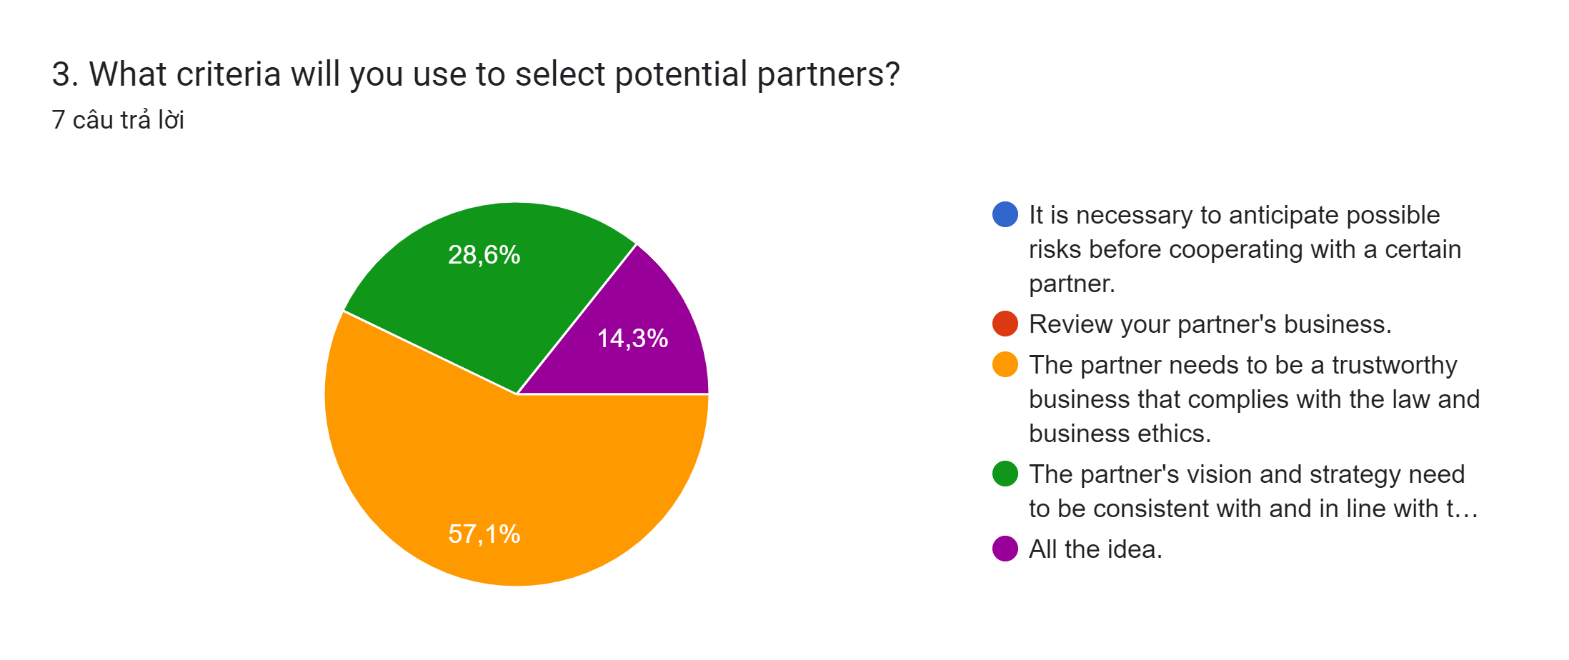 3. What criteria will you use to select potential partners?
7 câu trả lời
28,6%
14,3%
57,1%
It is necessary to anticipate possible
risks before cooperating with a certain
partner.
Review your partner's business.
The partner needs to be a trustworthy
business that complies with the law and
business ethics.
The partner's vision and strategy need
to be consistent with and in line with t…
All the idea.